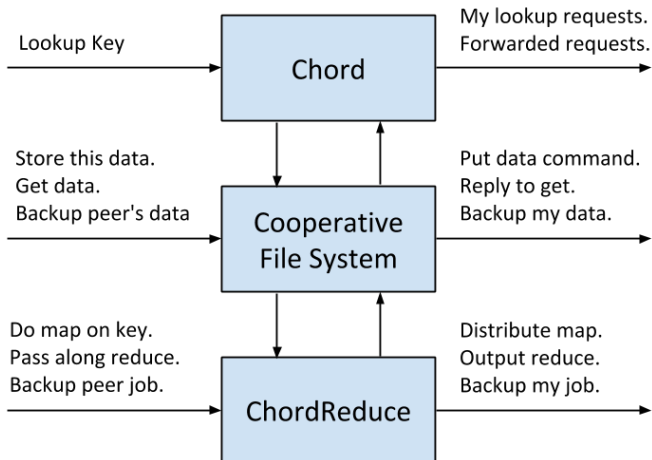 Lookup Key
Chord
My lookup requests.
Forwarded requests.
Store this data.
Get data.
Backup peer's data
Cooperative
File System
Put data command.
Reply to get.
Backup my data.
Do map on key.
Pass along reduce.
Backup peer job.
ChordReduce
Distribute map.
Output reduce.
Backup my job.